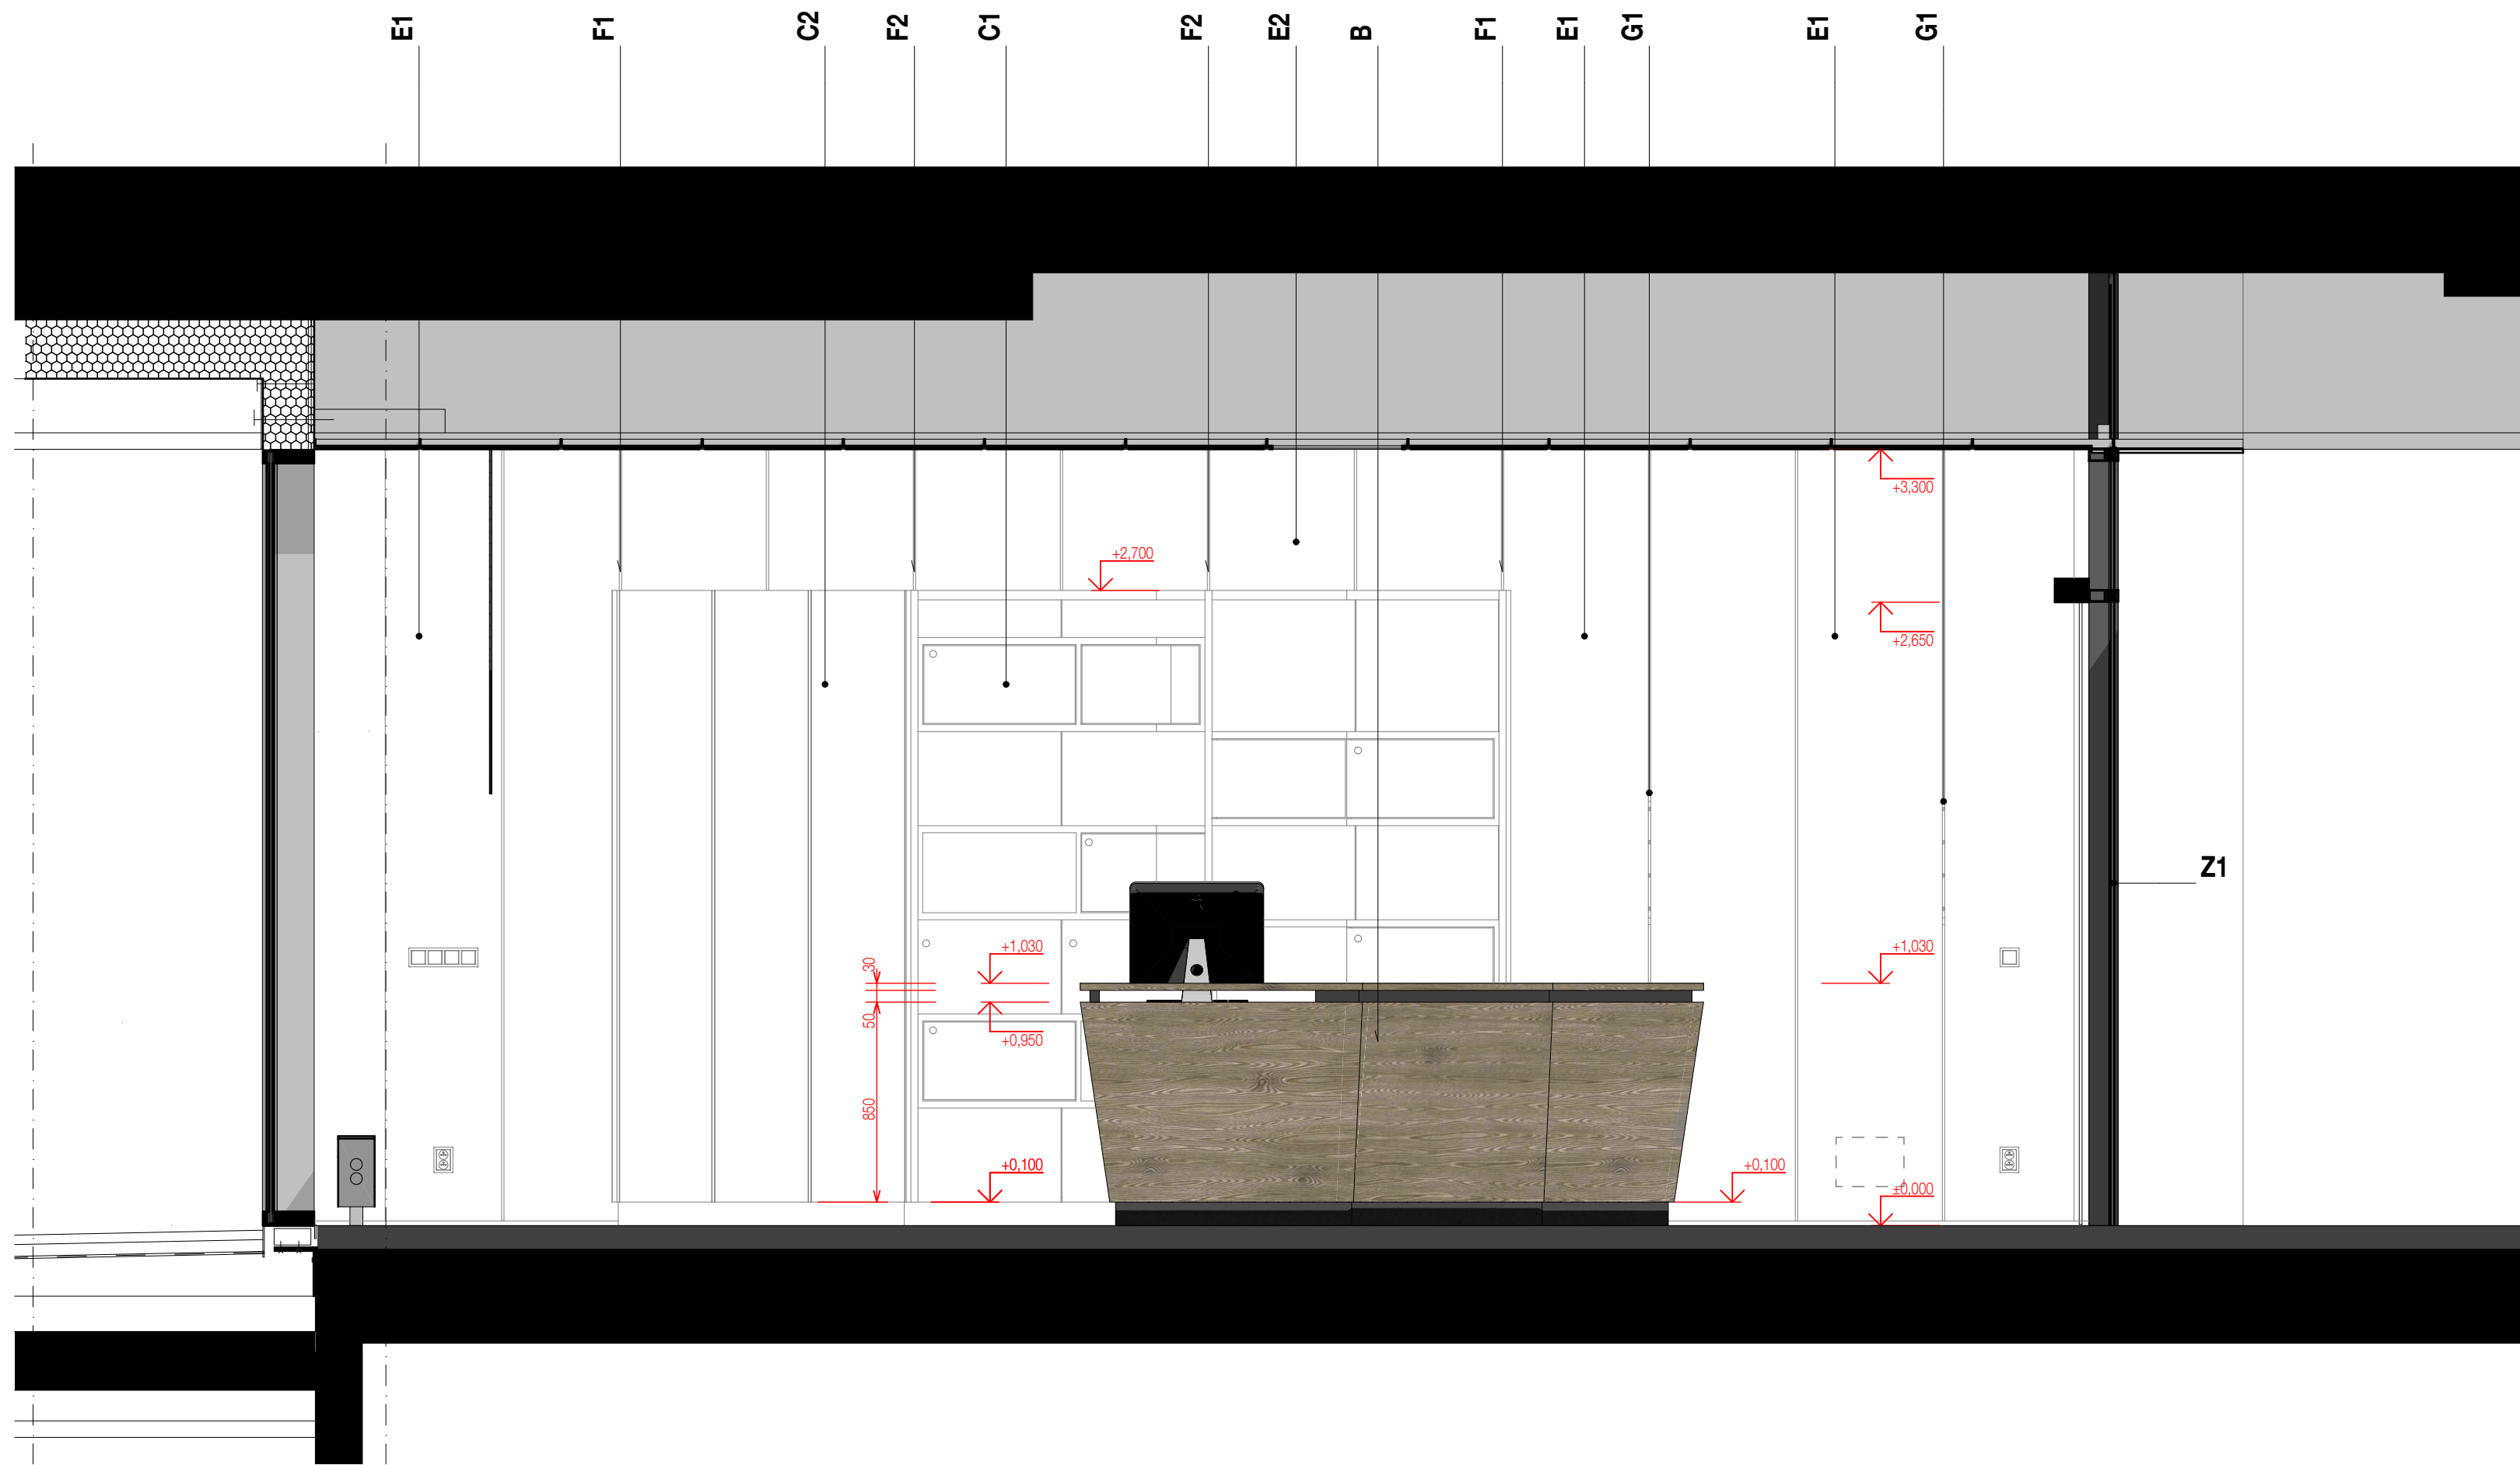 E1
F1
C2
F2
C1
F2
E2
B
F1
E1
G1
E1
G1
+3,300
+2,700
+2,650
Z1
+1,030
+1,030
30
50
+0,950
850
+0,100
+0,100
±0,000